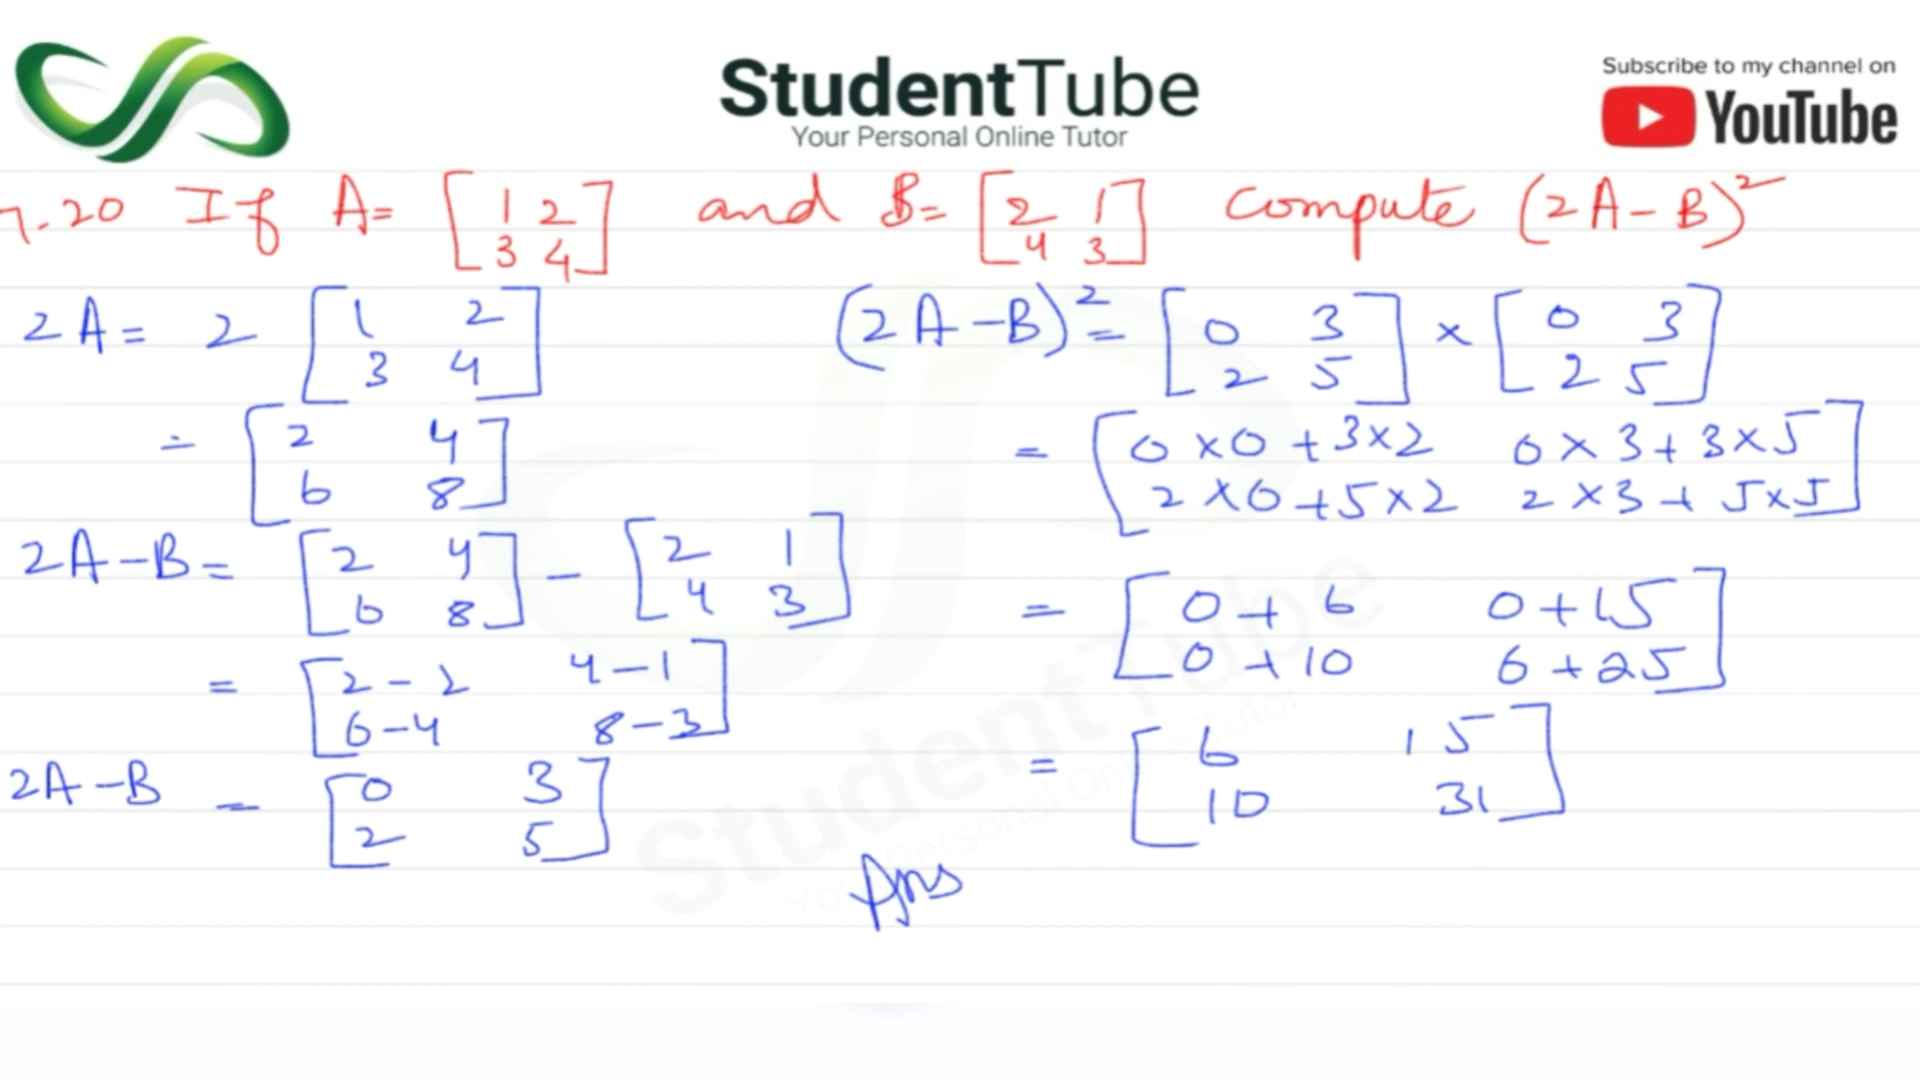 StudentTube
Your Personal Online Tutor
Subscribe to my channel on
YouTube
7.20 If A= [1 2 and B= [2 1 compute (2A-B)²
3 4] 4 3]
2A= 2 [1 2
3 4]
= [2 4
6 8]
2A-B= [2 4 - [2 1
6 8] 4 3]
= [2-2 4-1
6-4 8-3]
2A-B = [0 3
2 5]
(2A-B)²= [0 3 × [0 3
2 5] 2 5]
= [0×0+3×2 0×3+3×5
2×0+5×2 2×3+5×5]
= [0+6 0+15
0+10 6+25]
= [6 15
10 31]
Ans
StudentTube
Your Personal Online Tutor